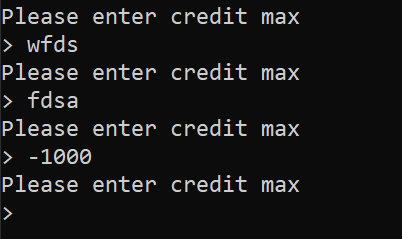 Please enter credit max
> wfds
Please enter credit max
> fdsa
Please enter credit max
> -1000
Please enter credit max
>